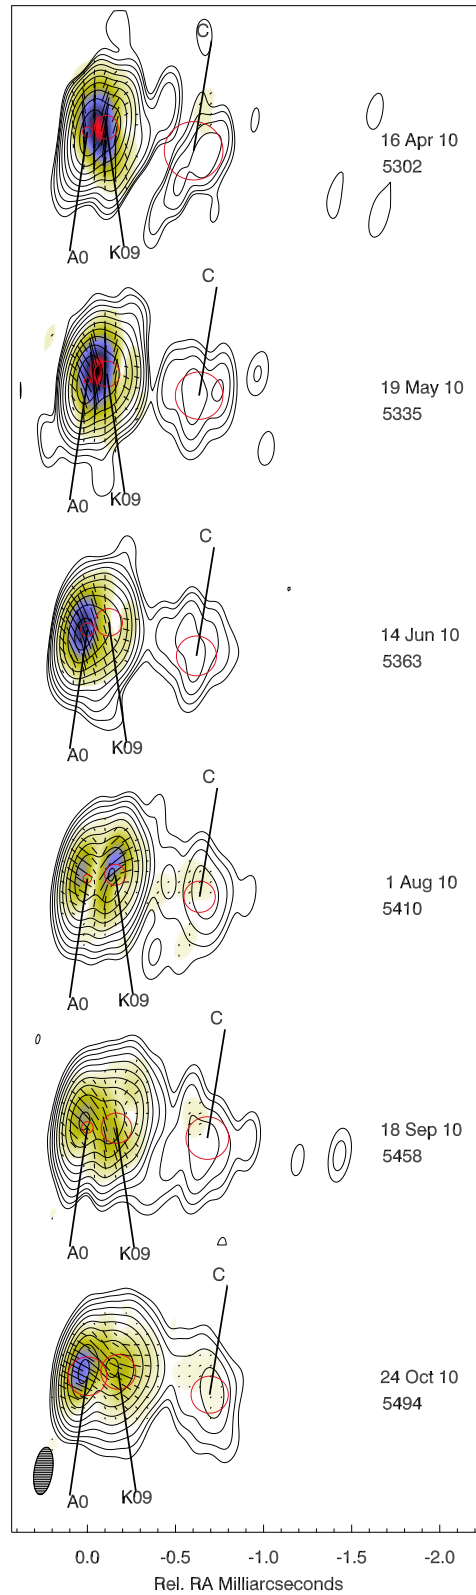 C
16 Apr 10
5302
A0 K09
C
19 May 10
5335
A0 K09
C
14 Jun 10
5363
A0 K09
C
1 Aug 10
5410
A0 K09
C
18 Sep 10
5458
A0 K09
C
24 Oct 10
5494
A0 K09
0.0 -0.5 -1.0 -1.5 -2.0
Rel. RA Milliarcseconds